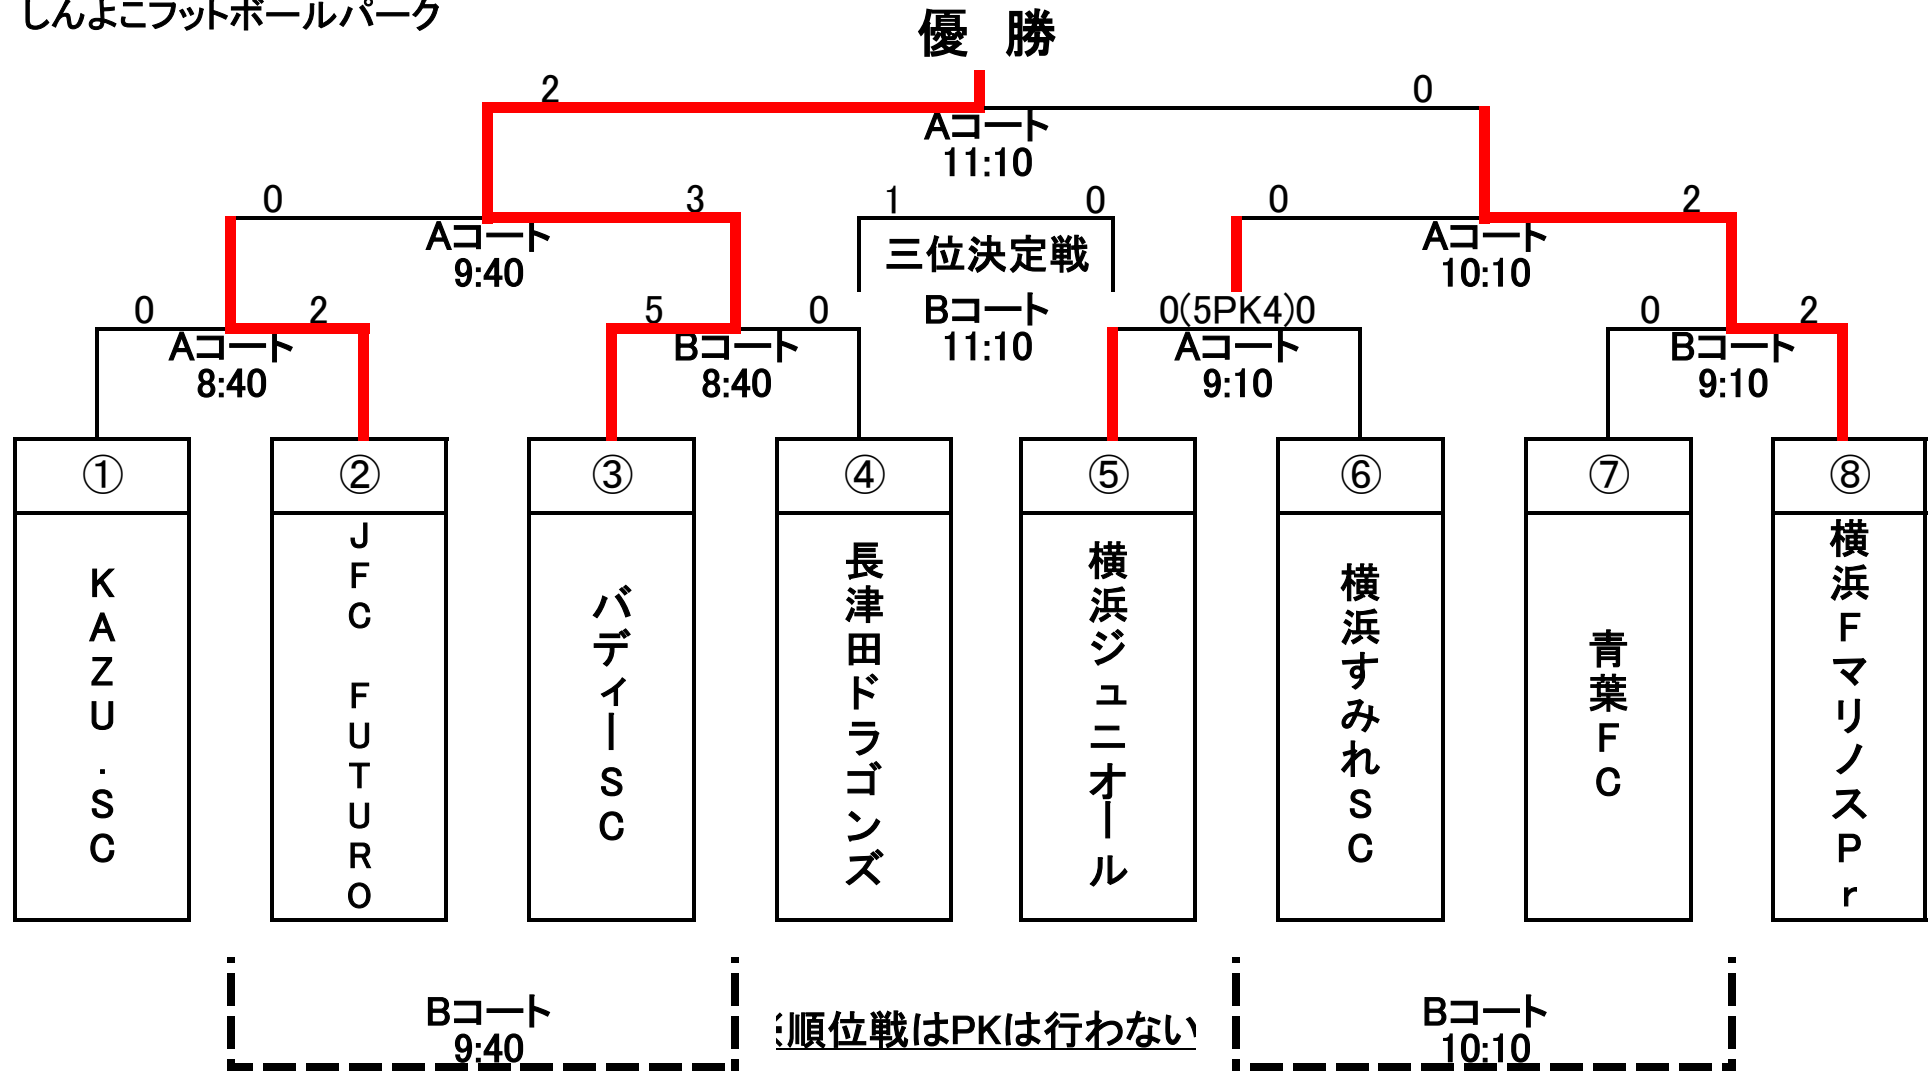 しんよこフットボールパーク
優 勝
2
0
Aコート
11:10
0
3
1
0
0
2
Aコート
9:40
三位決定戦
Aコート
10:10
0
2
5
0
Bコート
11:10
0(5PK4)0
0
2
Aコート
8:40
Bコート
8:40
Aコート
9:10
Bコート
9:10
①
②
③
④
⑤
⑥
⑦
⑧
KAZU.SC
JFC FUTURO
バディーSC
長津田ドラゴンズ
横浜ジュニオール
横浜すみれSC
青葉FC
横浜FマリノスPr
Bコート
9:40
順位戦はPKは行わない
Bコート
10:10